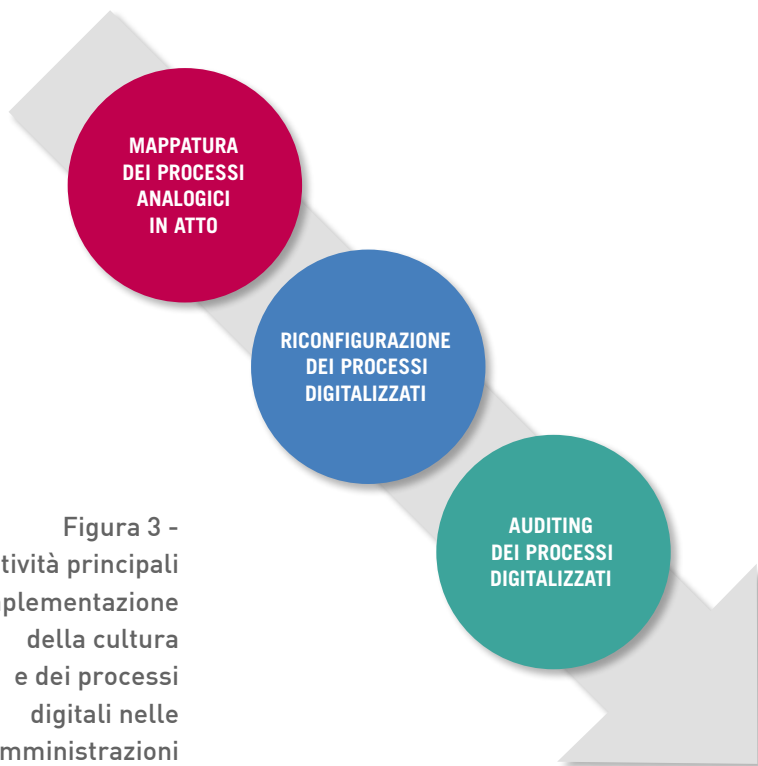 MAPPATURA
DEI PROCESSI
ANALOGICI
IN ATTO
RICONFIGURAZIONE
DEI PROCESSI
DIGITALIZZATI
AUDITING
DEI PROCESSI
DIGITALIZZATI
Figura 3 -
tività principali
plementazione
della cultura
e dei processi
digitali nelle
mministrazioni